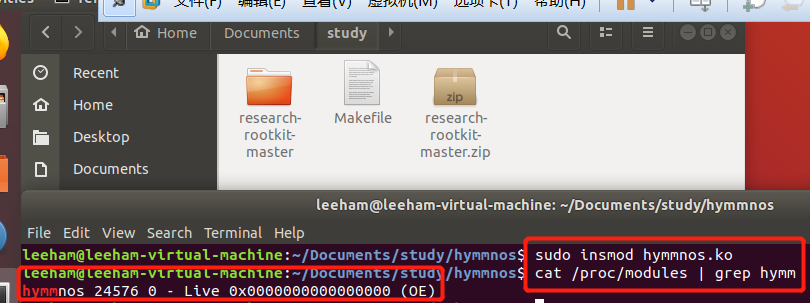 文件(F) 编辑(E) 查看(V) 虚拟机(M) 选项卡(T) 帮助(H)
Home Documents study
Recent
Home
Desktop
Documents
research-
rootkit-
master
Makefile
research-
rootkit-
master.zip
zip
leeham@leeham-virtual-machine: ~/Documents/study/hymmnos
File Edit View Search Terminal Help
leeham@leeham-virtual-machine:~/Documents/study/hymmnos$ sudo insmod hymmnos.ko
leeham@leeham-virtual-machine:~/Documents/study/hymmnos$ cat /proc/modules | grep hymm
hymmnos 24576 0 - Live 0x0000000000000000 (OE)